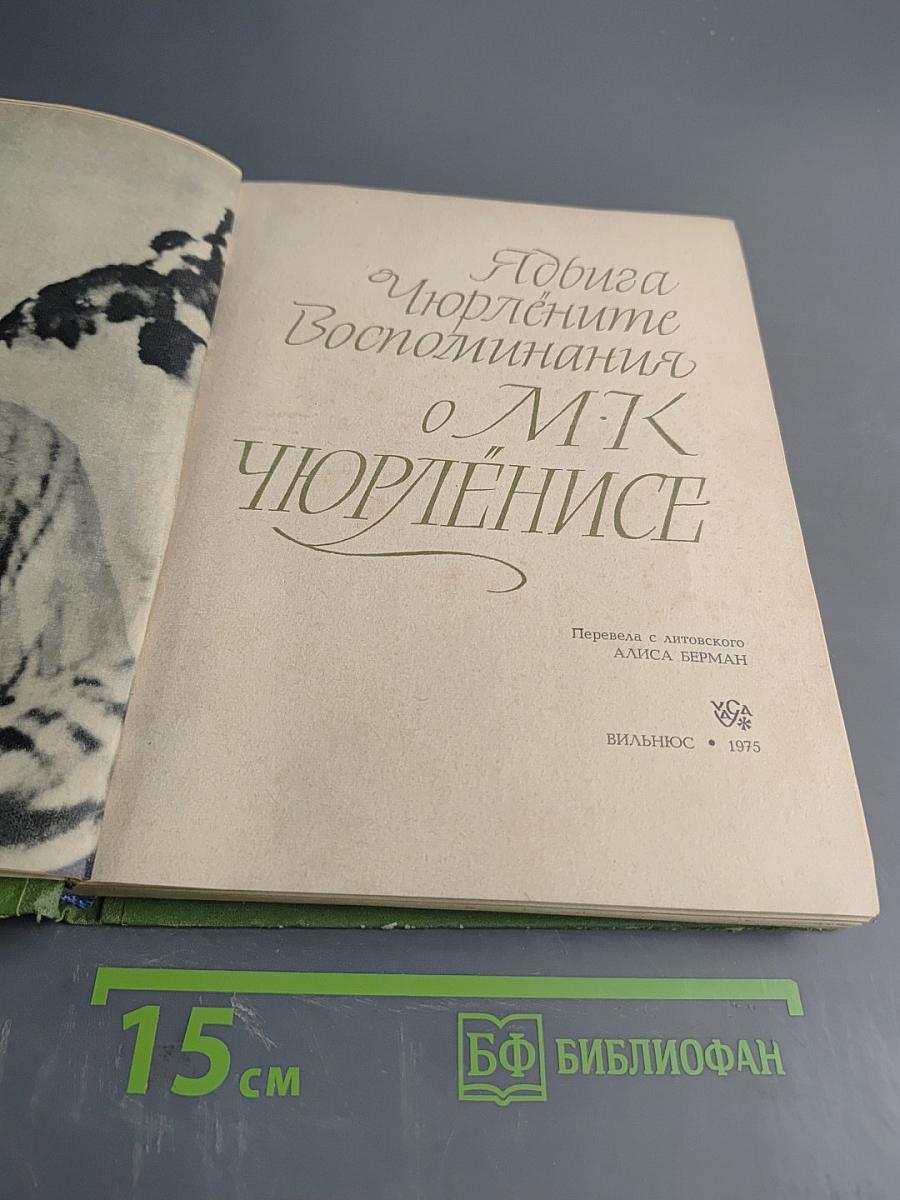 Ядвига
Чюрлёните
Воспоминания
о М·К
ЧЮРЛЁНИСЕ
Перевела с литовского
АЛИСА БЕРМАН
ВИЛЬНЮС • 1975
15 см
БФ БИБЛИОФАН